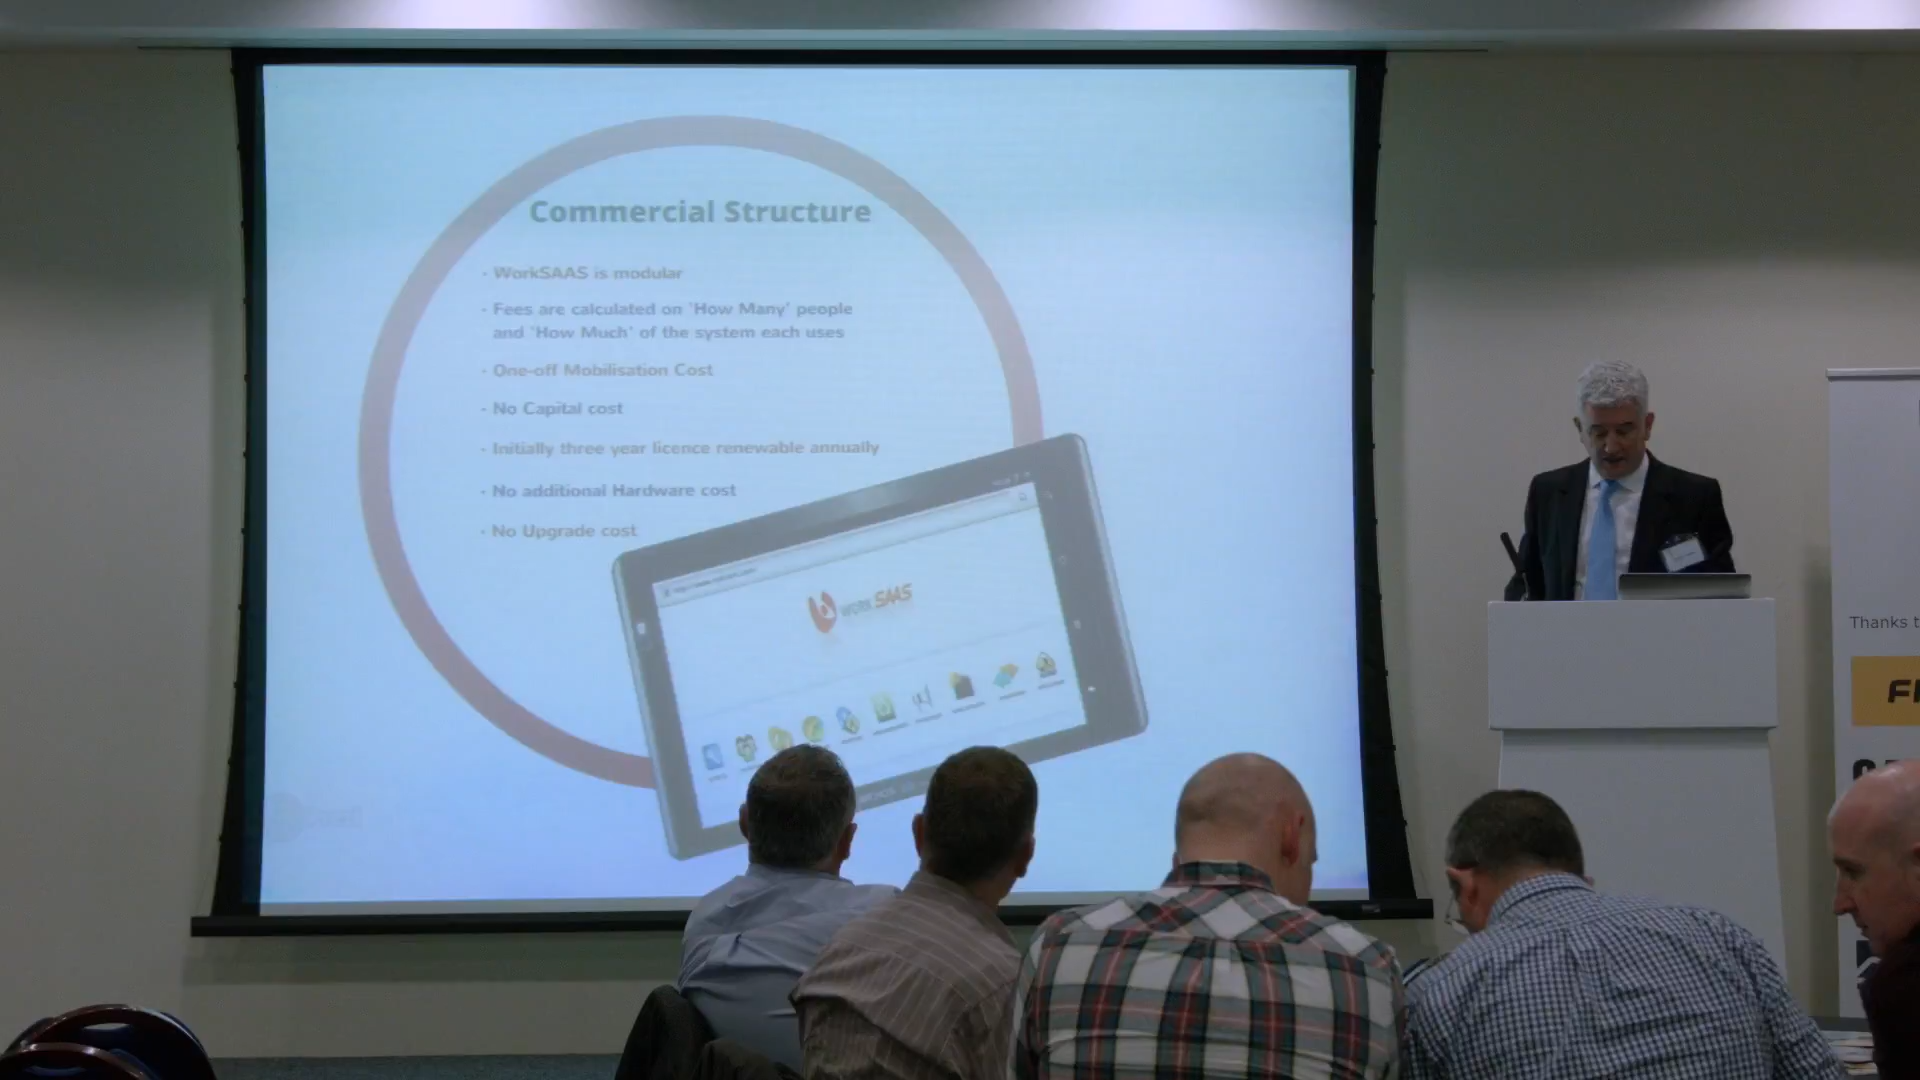 Commercial Structure
· WorkSAAS is modular
· Fees are calculated on 'How Many' people
and 'How Much' of the system each uses
· One-off Mobilisation Cost
· No Capital cost
· Initially three year licence renewable annually
· No additional Hardware cost
· No Upgrade cost
WORK SAAS
Thanks t